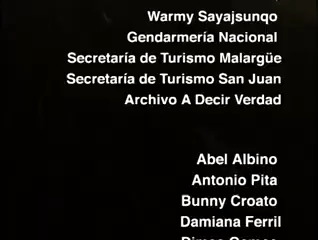 Warmy Sayajsunqo
Gendarmería Nacional
Secretaría de Turismo Malargüe
Secretaría de Turismo San Juan
Archivo A Decir Verdad
Abel Albino
Antonio Pita
Bunny Croato
Damiana Ferril